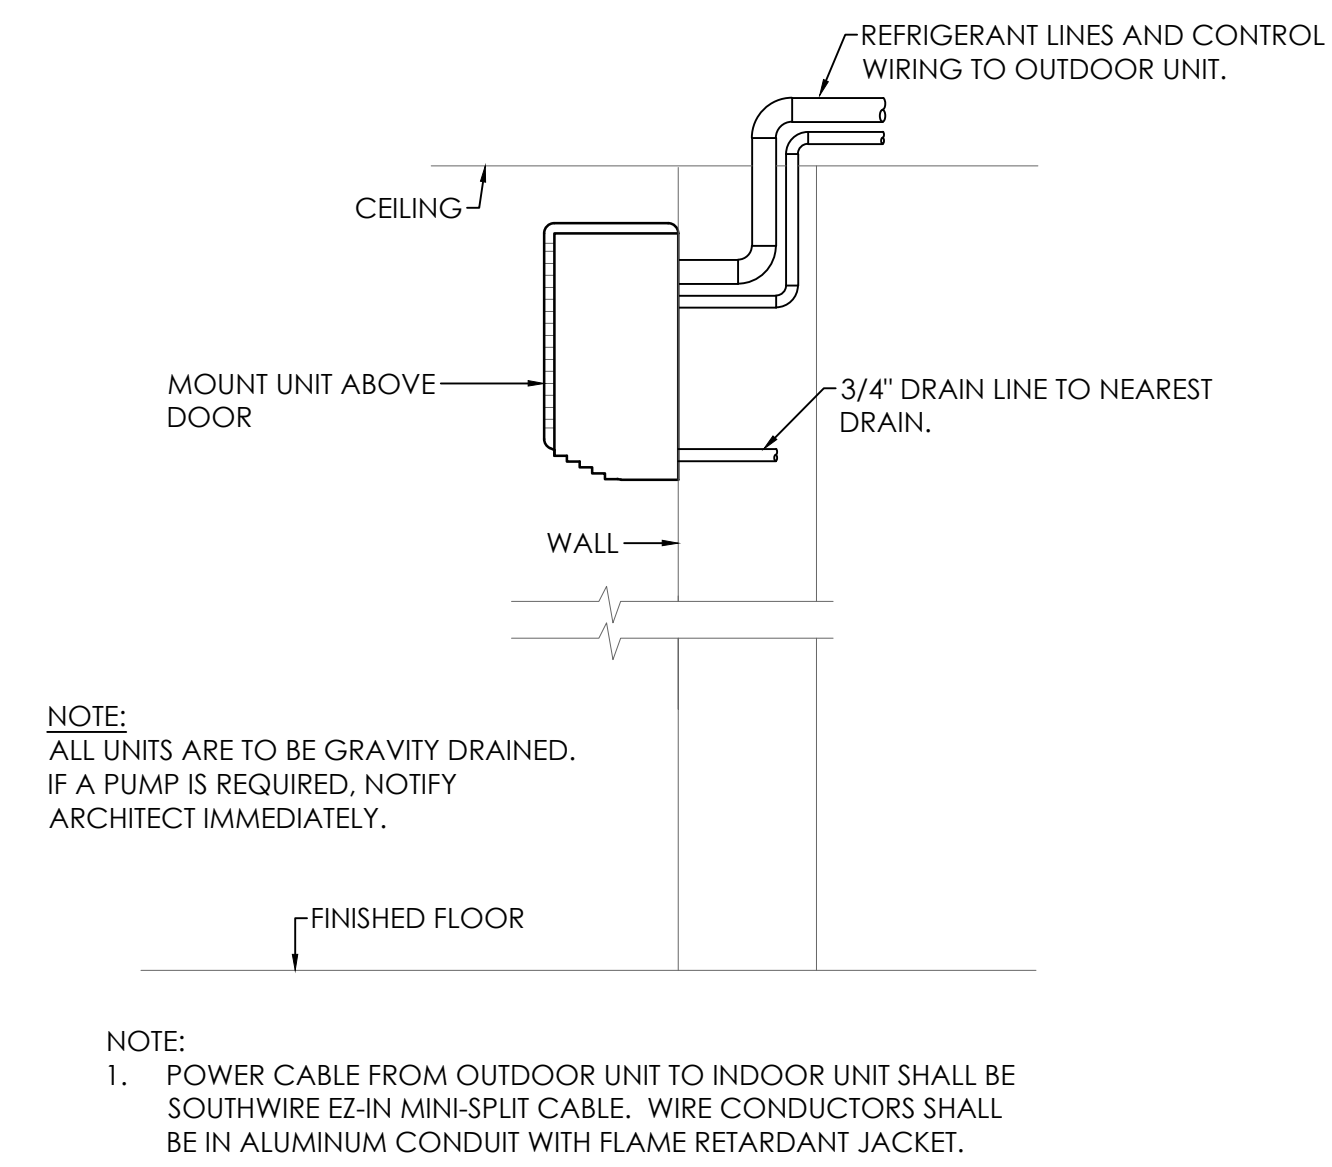 REFRIGERANT LINES AND CONTROL
WIRING TO OUTDOOR UNIT.
CEILING
MOUNT UNIT ABOVE
DOOR
3/4" DRAIN LINE TO NEAREST
DRAIN.
WALL
NOTE:
ALL UNITS ARE TO BE GRAVITY DRAINED.
IF A PUMP IS REQUIRED, NOTIFY
ARCHITECT IMMEDIATELY.
FINISHED FLOOR
NOTE:
1. POWER CABLE FROM OUTDOOR UNIT TO INDOOR UNIT SHALL BE
SOUTHWIRE EZ-IN MINI-SPLIT CABLE. WIRE CONDUCTORS SHALL
BE IN ALUMINUM CONDUIT WITH FLAME RETARDANT JACKET.